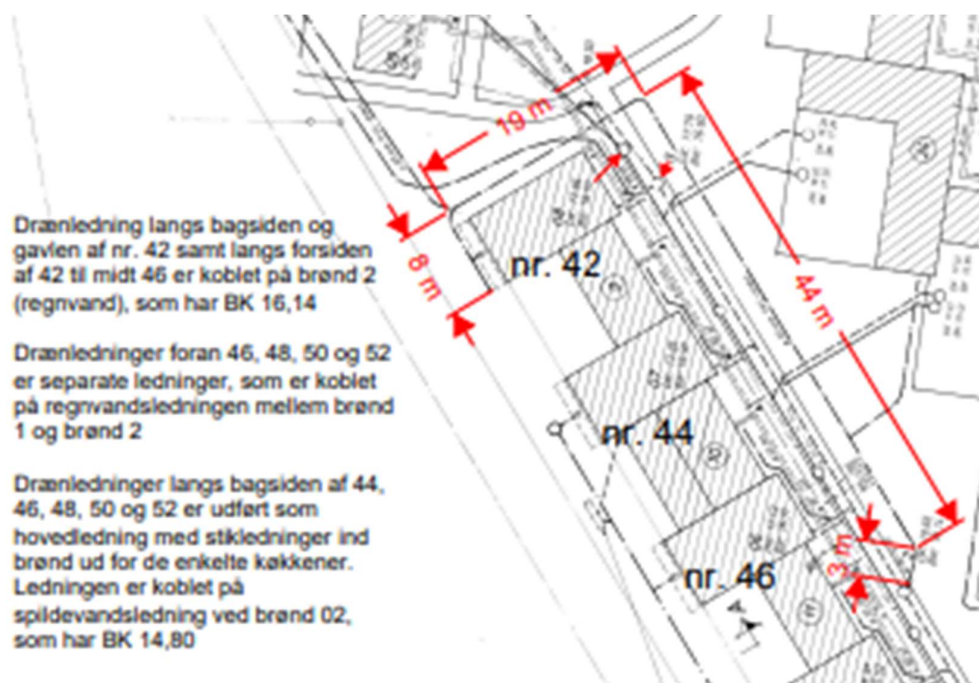 19 m
Drænledning langs bagsiden og
gavlen af nr. 42 samt langs forsiden
af 42 til midt 46 er koblet på brønd 2
(regnvand), som har BK 16,14
8 m
nr. 42
44 m
Drænledninger foran 46, 48, 50 og 52
er separate ledninger, som er koblet
på regnvandsledningen mellem brønd
1 og brønd 2
nr. 44
Drænledninger langs bagsiden af 44,
46, 48, 50 og 52 er udført som
hovedledning med stikledninger ind
brønd ud for de enkelte køkkener.
Ledningen er koblet på
spildevandsledning ved brønd 02,
som har BK 14,80
3 m
nr. 46
A